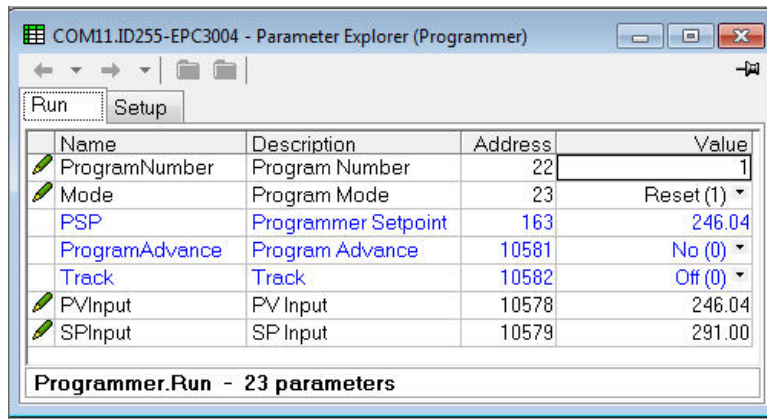 COM11.ID255-EPC3004 - Parameter Explorer (Programmer)
Run Setup
Name Description Address Value
ProgramNumber Program Number 22 1
Mode Program Mode 23 Reset (1)
PSP Programmer Setpoint 163 246.04
ProgramAdvance Program Advance 10581 No (0)
Track Track 10582 Off (0)
PVInput PV Input 10578 246.04
SPInput SP Input 10579 291.00
Programmer.Run - 23 parameters